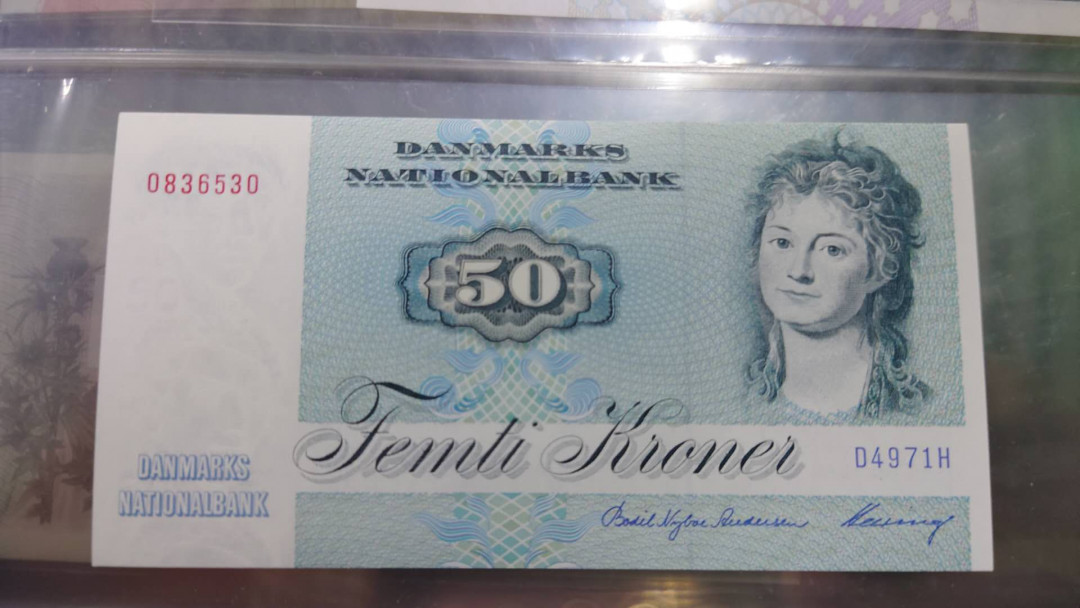 DANMARKS
NATIONALBANK
0836530
50
Femti Kroner
D4971H
DANMARKS
NATIONALBANK
Bodil Nyboe Andersen